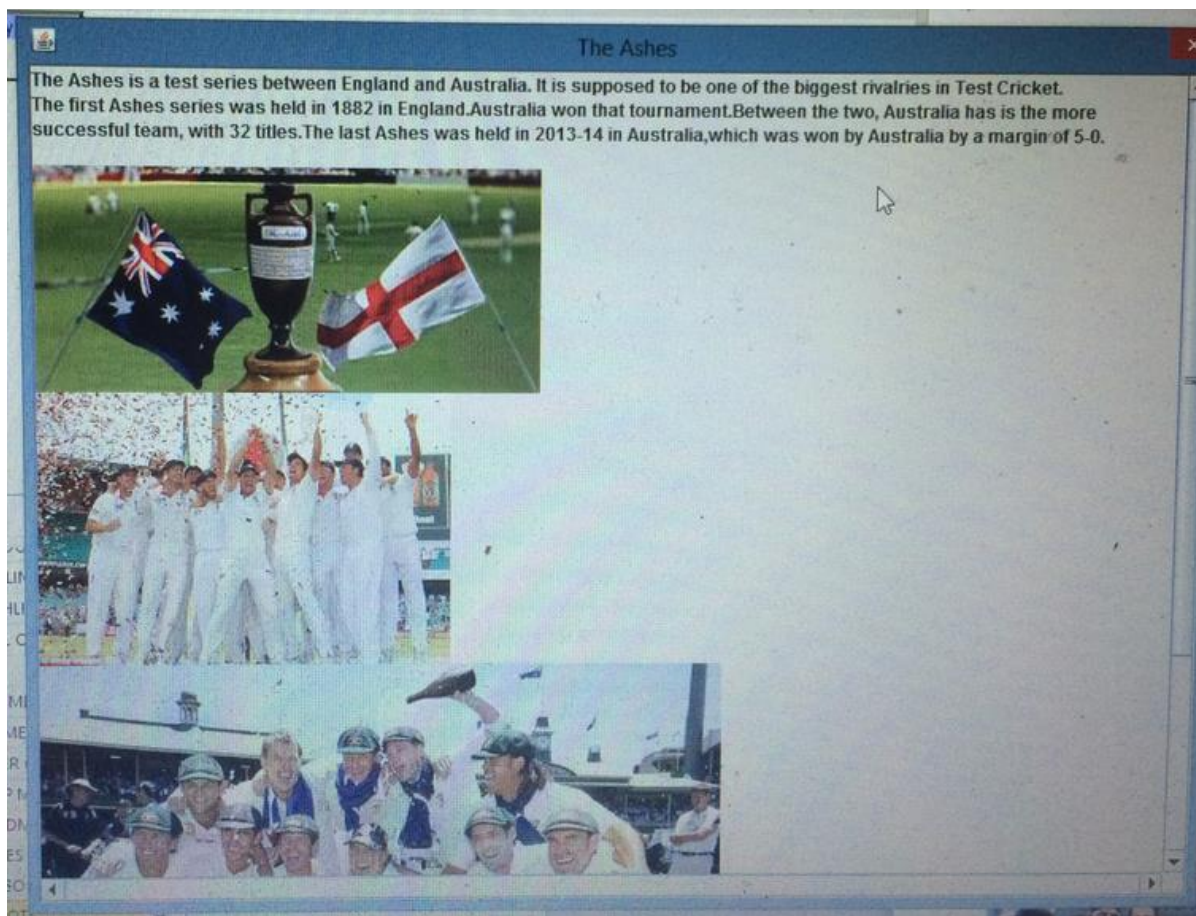 The Ashes
The Ashes is a test series between England and Australia. It is supposed to be one of the biggest rivalries in Test Cricket.
The first Ashes series was held in 1882 in England.Australia won that tournament.Between the two, Australia has is the more
successful team, with 32 titles.The last Ashes was held in 2013-14 in Australia,which was won by Australia by a margin of 5-0.